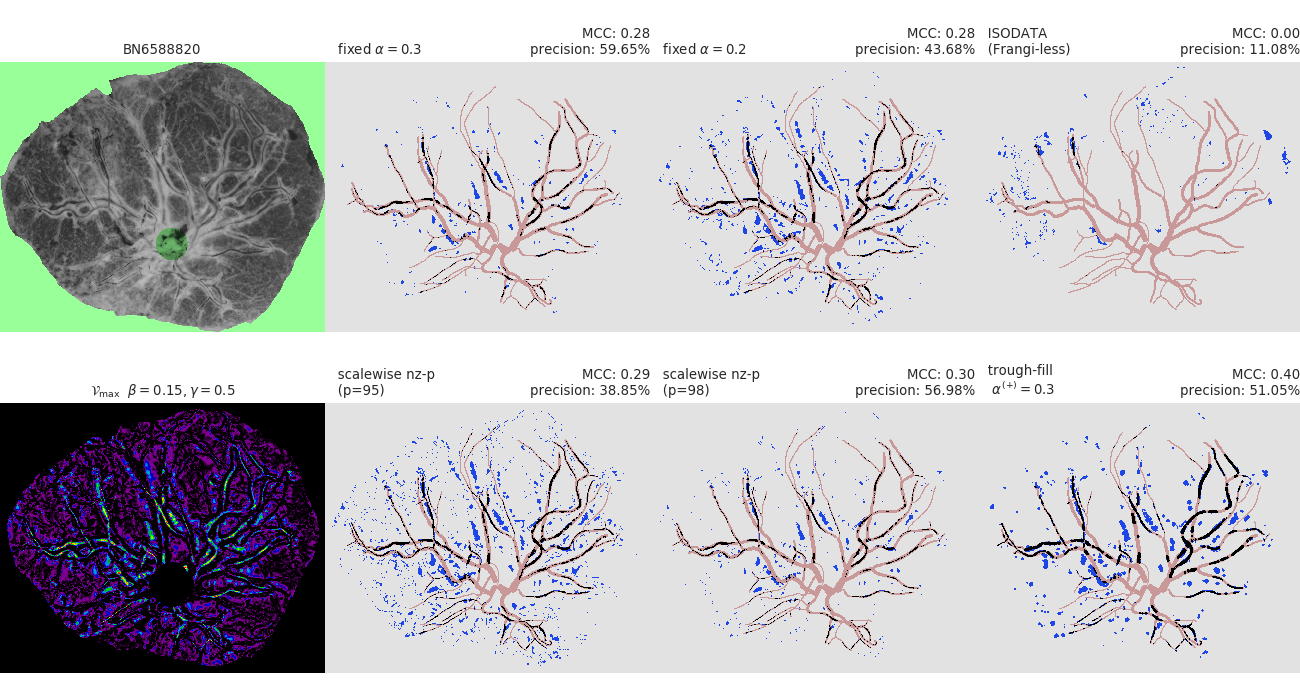 BN6588820
fixed α = 0.3
MCC: 0.28
precision: 59.65%
fixed α = 0.2
MCC: 0.28
precision: 43.68%
ISODATA
(Frangi-less)
MCC: 0.00
precision: 11.08%
𝒱max β = 0.15, γ = 0.5
scalewise nz-p
(p=95)
MCC: 0.29
precision: 38.85%
scalewise nz-p
(p=98)
MCC: 0.30
precision: 56.98%
trough-fill
α⁽⁺⁾ = 0.3
MCC: 0.40
precision: 51.05%